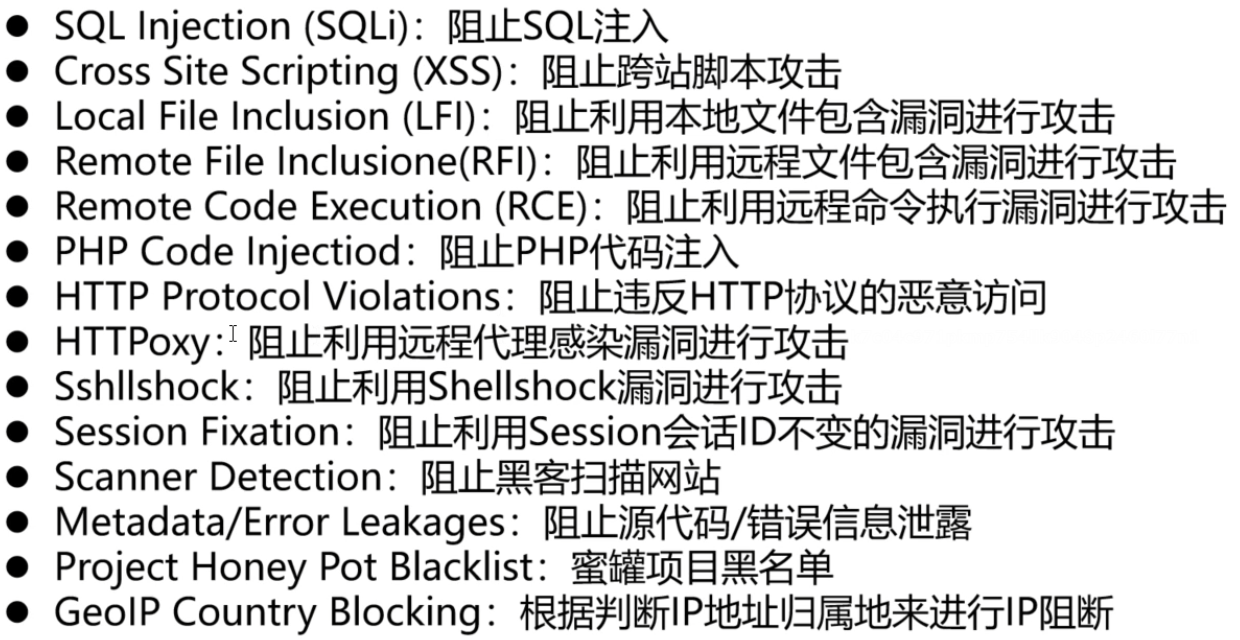 ● SQL Injection (SQLi)：阻止SQL注入
● Cross Site Scripting (XSS)：阻止跨站脚本攻击
● Local File Inclusion (LFI)：阻止利用本地文件包含漏洞进行攻击
● Remote File Inclusione(RFI)：阻止利用远程文件包含漏洞进行攻击
● Remote Code Execution (RCE)：阻止利用远程命令执行漏洞进行攻击
● PHP Code Injectiod：阻止PHP代码注入
● HTTP Protocol Violations：阻止违反HTTP协议的恶意访问
● HTTPoxy：阻止利用远程代理感染漏洞进行攻击
● Sshllshock：阻止利用Shellshock漏洞进行攻击
● Session Fixation：阻止利用Session会话ID不变的漏洞进行攻击
● Scanner Detection：阻止黑客扫描网站
● Metadata/Error Leakages：阻止源代码/错误信息泄露
● Project Honey Pot Blacklist：蜜罐项目黑名单
● GeoIP Country Blocking：根据判断IP地址归属地来进行IP阻断